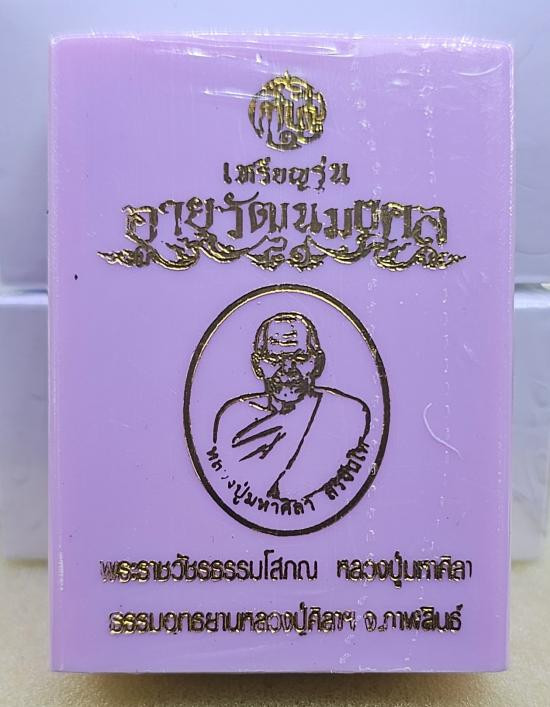 เหรียญรุ่น
อายุวัฒนมงคล
๘๑
หลวงปู่มหาศิลา สิริจันโท
พระราชวัชรธรรมโสภณ หลวงปู่มหาศิลา
ธรรมอุทธยานหลวงปู่ศิลาฯ จ.กาฬสินธุ์